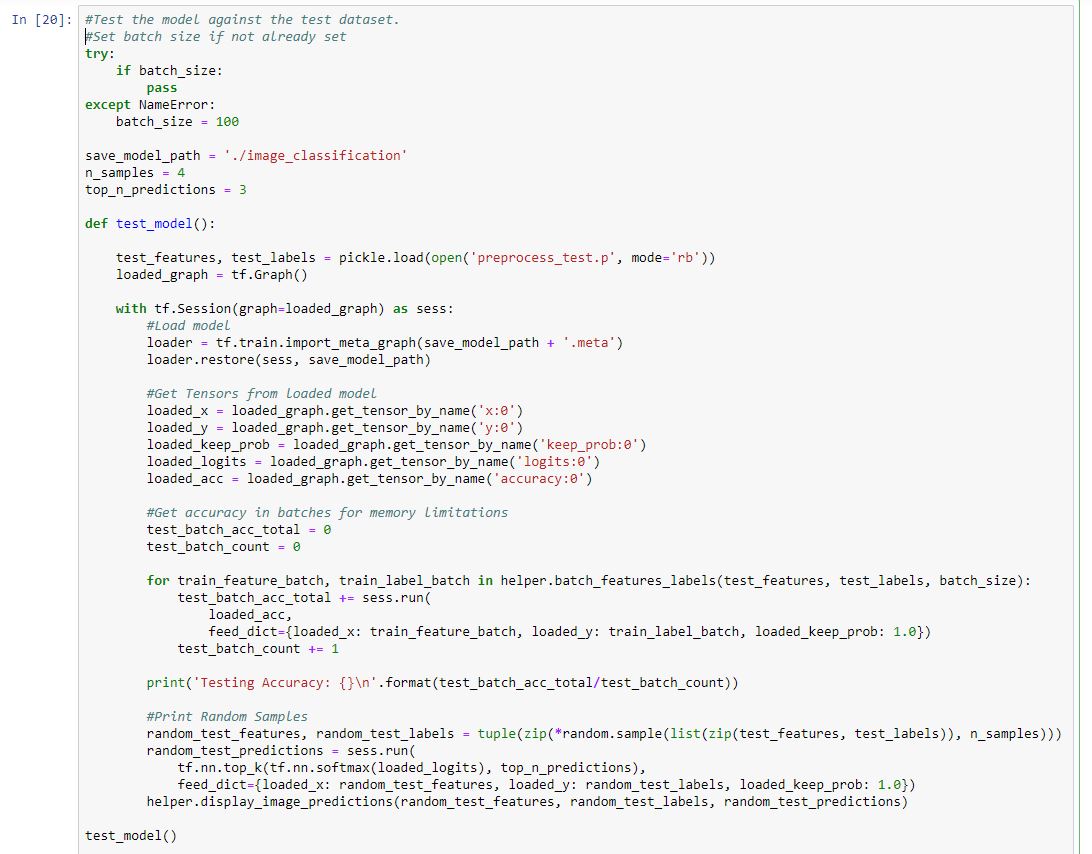 In [20]: #Test the model against the test dataset.
#Set batch size if not already set
try:
    if batch_size:
        pass
except NameError:
    batch_size = 100

save_model_path = './image_classification'
n_samples = 4
top_n_predictions = 3

def test_model():

    test_features, test_labels = pickle.load(open('preprocess_test.p', mode='rb'))
    loaded_graph = tf.Graph()

    with tf.Session(graph=loaded_graph) as sess:
        #Load model
        loader = tf.train.import_meta_graph(save_model_path + '.meta')
        loader.restore(sess, save_model_path)

        #Get Tensors from loaded model
        loaded_x = loaded_graph.get_tensor_by_name('x:0')
        loaded_y = loaded_graph.get_tensor_by_name('y:0')
        loaded_keep_prob = loaded_graph.get_tensor_by_name('keep_prob:0')
        loaded_logits = loaded_graph.get_tensor_by_name('logits:0')
        loaded_acc = loaded_graph.get_tensor_by_name('accuracy:0')

        #Get accuracy in batches for memory limitations
        test_batch_acc_total = 0
        test_batch_count = 0

        for train_feature_batch, train_label_batch in helper.batch_features_labels(test_features, test_labels, batch_size):
            test_batch_acc_total += sess.run(
                loaded_acc,
                feed_dict={loaded_x: train_feature_batch, loaded_y: train_label_batch, loaded_keep_prob: 1.0})
            test_batch_count += 1

        print('Testing Accuracy: {}\n'.format(test_batch_acc_total/test_batch_count))

        #Print Random Samples
        random_test_features, random_test_labels = tuple(zip(*random.sample(list(zip(test_features, test_labels)), n_samples)))
        random_test_predictions = sess.run(
            tf.nn.top_k(tf.nn.softmax(loaded_logits), top_n_predictions),
            feed_dict={loaded_x: random_test_features, loaded_y: random_test_labels, loaded_keep_prob: 1.0})
        helper.display_image_predictions(random_test_features, random_test_labels, random_test_predictions)

test_model()